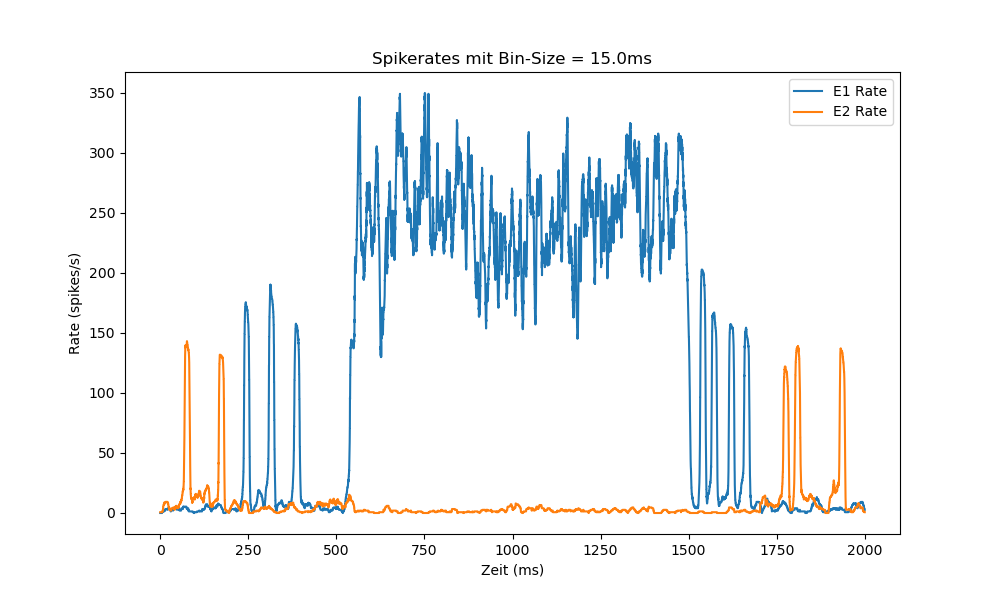 Spikerates mit Bin-Size = 15.0ms
E1 Rate
E2 Rate
350
300
250
200
150
100
50
0
Rate (spikes/s)
0 250 500 750 1000 1250 1500 1750 2000
Zeit (ms)